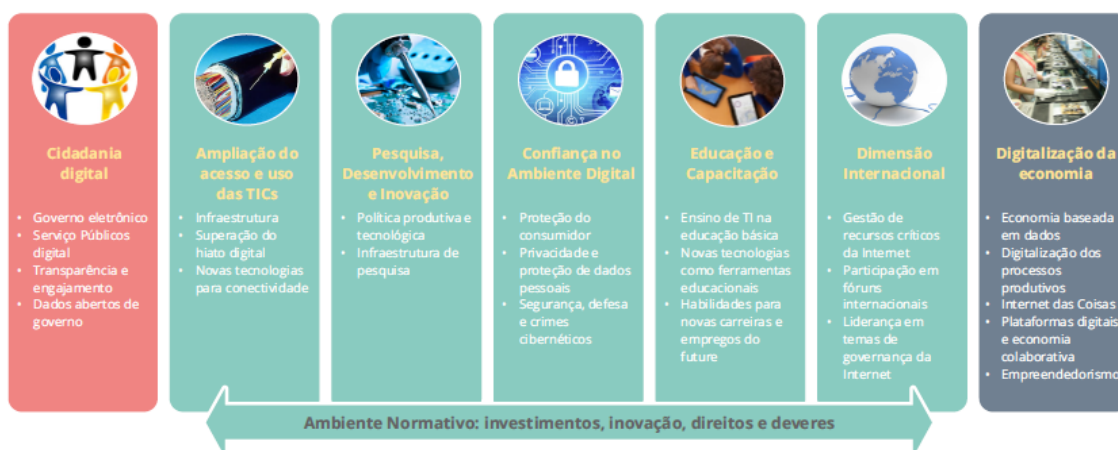 Cidadania
digital
• Governo eletrônico
• Serviço Públicos
digital
• Transparência e
engajamento
• Dados abertos de
governo
Ampliação do
acesso e uso
das TICs
• Infraestrutura
• Superação do
hiato digital
• Novas tecnologias
para conectividade
Pesquisa,
Desenvolvimento
e Inovação
• Política produtiva e
tecnológica
• Infraestrutura de
pesquisa
Confiança no
Ambiente Digital
• Proteção do
consumidor
• Privacidade e
proteção de dados
pessoais
• Segurança, defesa
e crimes
cibernéticos
Educação e
Capacitação
• Ensino de TI na
educação básica
• Novas tecnologias
como ferramentas
educacionais
• Habilidades para
novas carreiras e
empregos do
future
Dimensão
Internacional
• Gestão de
recursos críticos
da Internet
• Participação em
fóruns
internacionais
• Liderança em
temas de
governança da
Internet
Digitalização da
economia
• Economia baseada
em dados
• Digitalização dos
processos
produtivos
• Internet das Coisas
• Plataformas digitais
e economia
colaborativa
• Empreendedorismo
Ambiente Normativo: investimentos, inovação, direitos e deveres